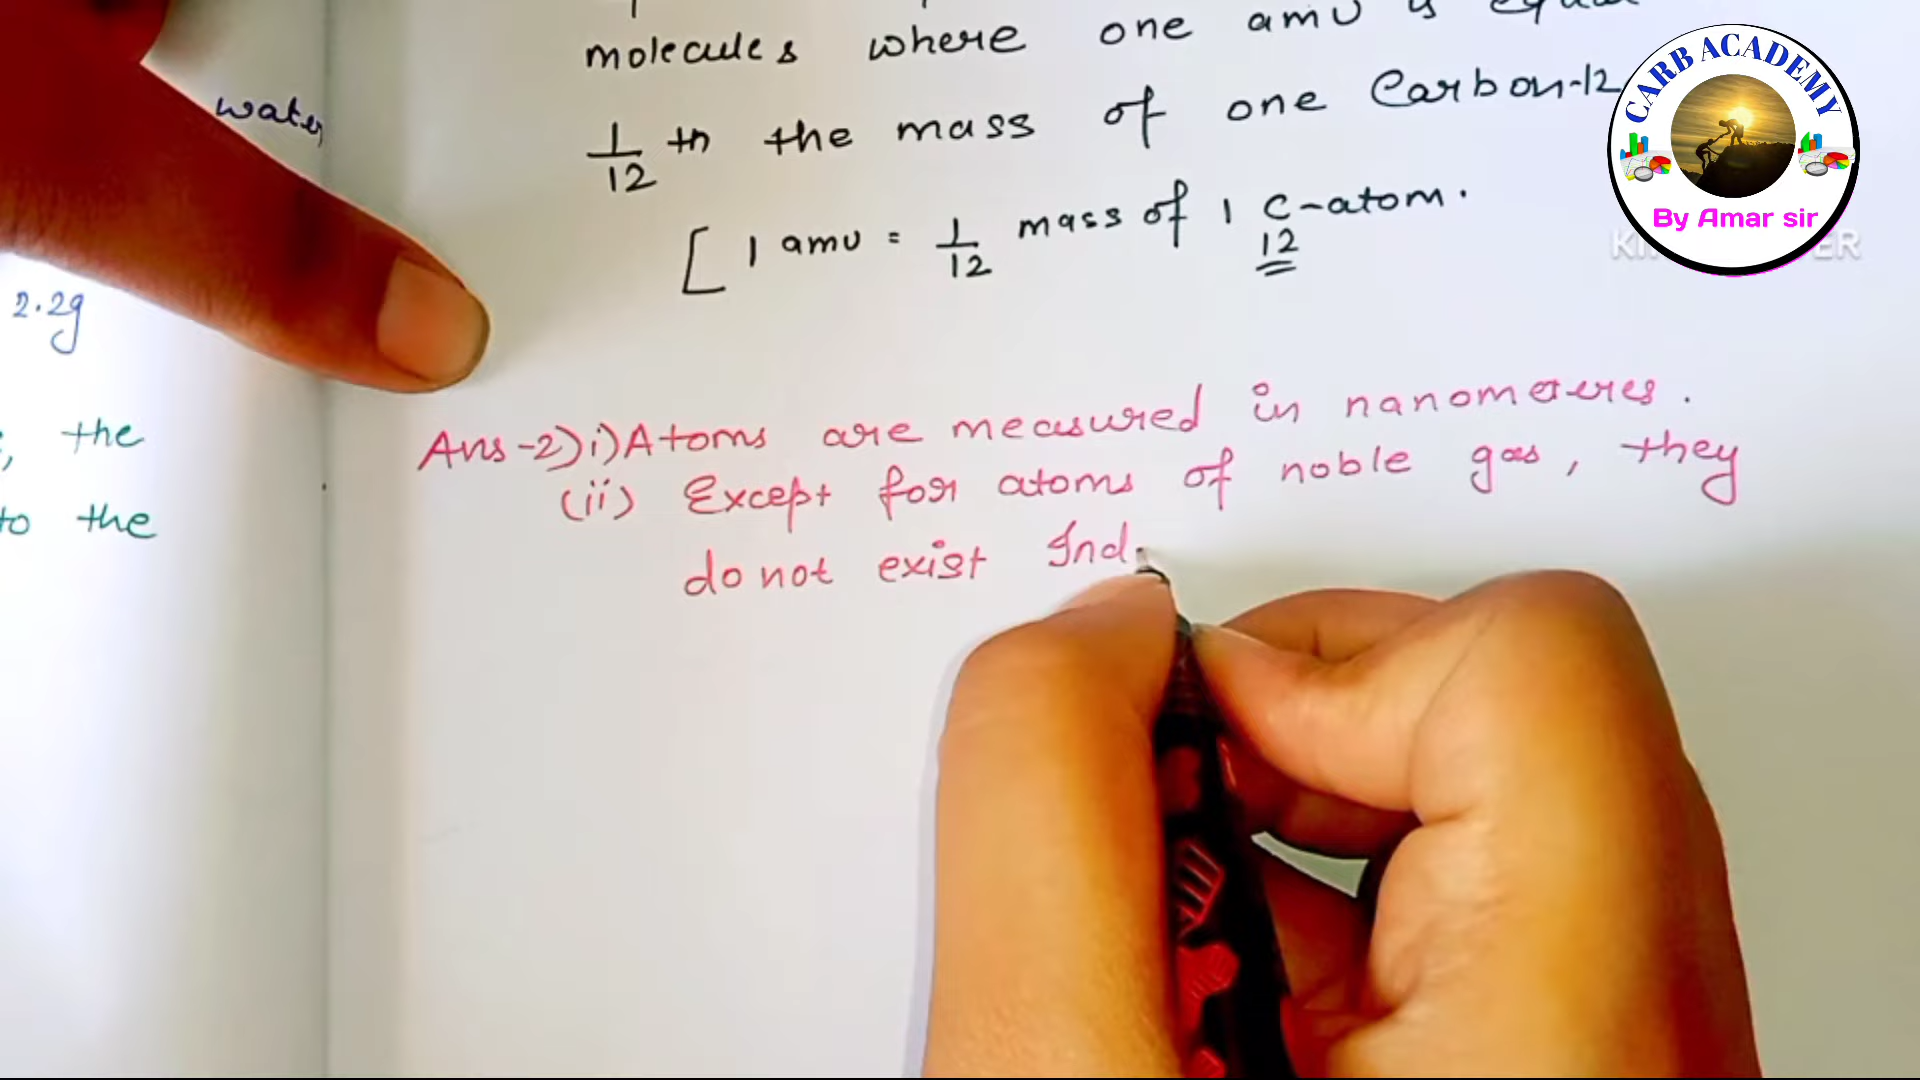 molecules where one amu is
1/12 th the mass of one Carbon-12
[ 1 amu = 1/12 mass of 1 C-atom.
12
Ans-2) i) Atoms are measured in nanometeres.
(ii) Except for atoms of noble gas, they
do not exist Ind
water
2.2g
, the
to the
CARB ACADEMY
By Amar sir